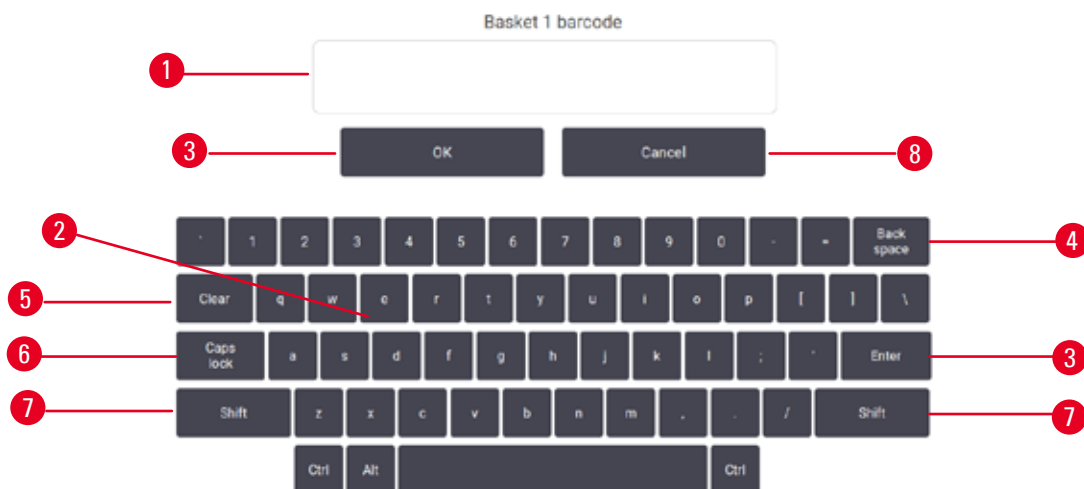 Basket 1 barcode
1
3 OK Cancel 8
2
` 1 2 3 4 5 6 7 8 9 0 - = Back space 4
5 Clear q w e r t y u i o p [ ] \
6 Caps lock a s d f g h j k l ; ' Enter 3
7 Shift z x c v b n m , . / Shift 7
Ctrl Alt Ctrl